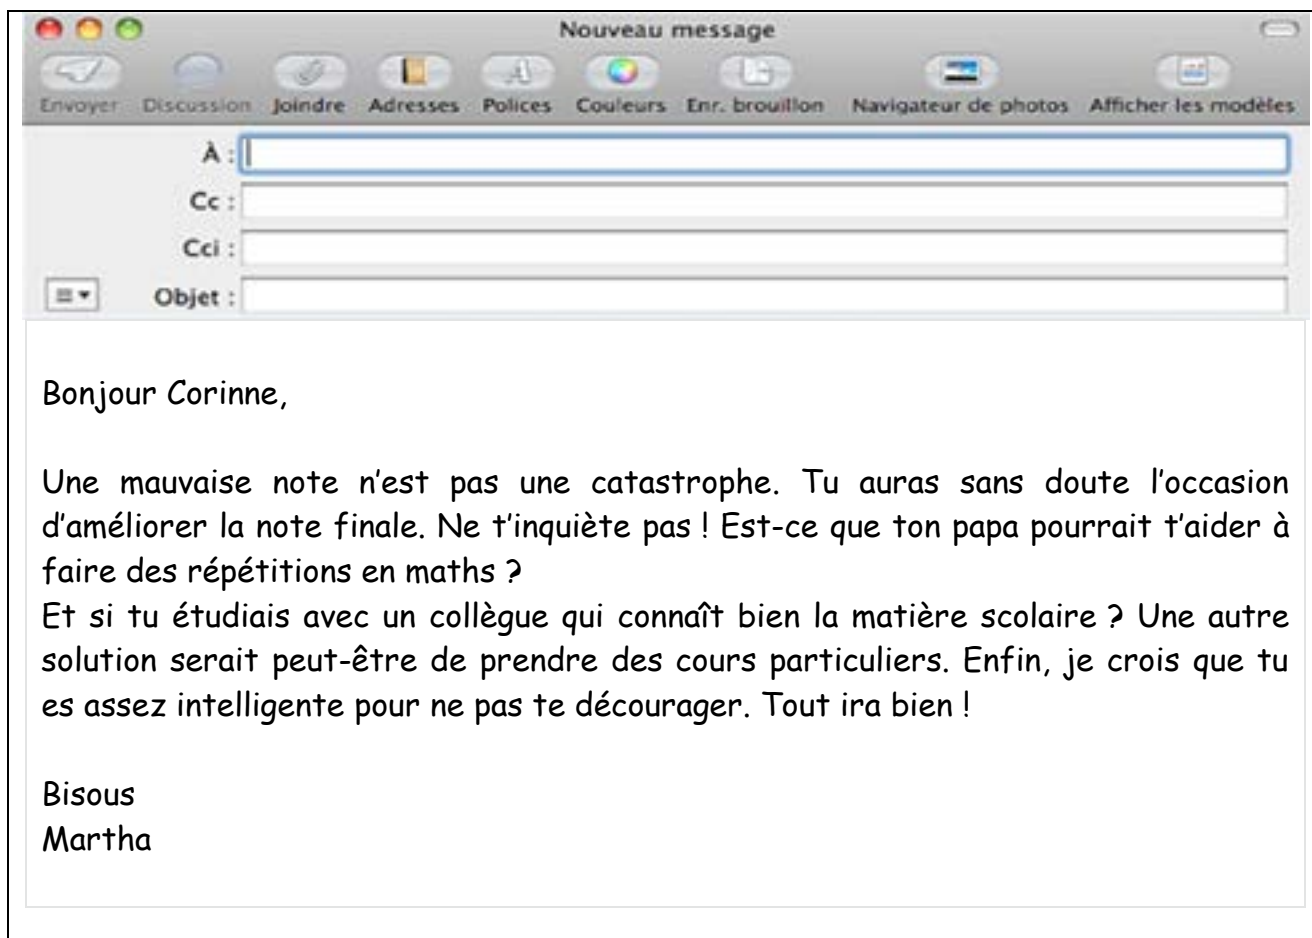 Nouveau message
Envoyer Discussion Joindre Adresses Polices Couleurs Enr. brouillon Navigateur de photos Afficher les modèles
À :
Cc :
Cci :
Objet :
Bonjour Corinne,
Une mauvaise note n'est pas une catastrophe. Tu auras sans doute l'occasion
d'améliorer la note finale. Ne t'inquiète pas ! Est-ce que ton papa pourrait t'aider à
faire des répétitions en maths ?
Et si tu étudiais avec un collègue qui connaît bien la matière scolaire ? Une autre
solution serait peut-être de prendre des cours particuliers. Enfin, je crois que tu
es assez intelligente pour ne pas te décourager. Tout ira bien !
Bisous
Martha